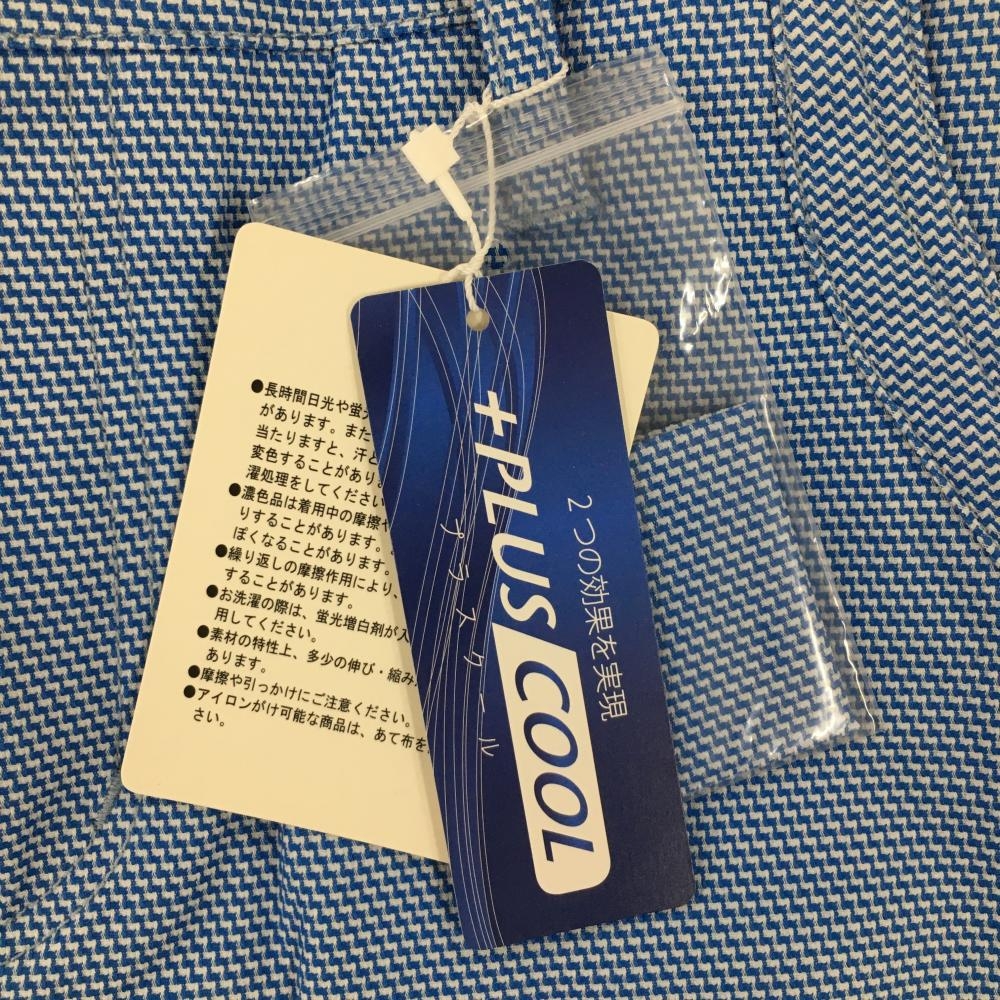 ●長時間日光や蛍光
があります。また
当たりますと、汗と
変色することがあり
濯処理をしてください
●濃色品は着用中の摩擦や
りすることがあります。
ぽくなることがあります。
●繰り返しの摩擦作用により、
することがあります。
●お洗濯の際は、蛍光増白剤が入
用してください。
●素材の特性上、多少の伸び・縮み
あります。
●摩擦や引っかけにご注意ください。
●アイロンがけ可能な商品は、あて布を
さい。
2つの効果を実現
+PLUS COOL
プラスクール